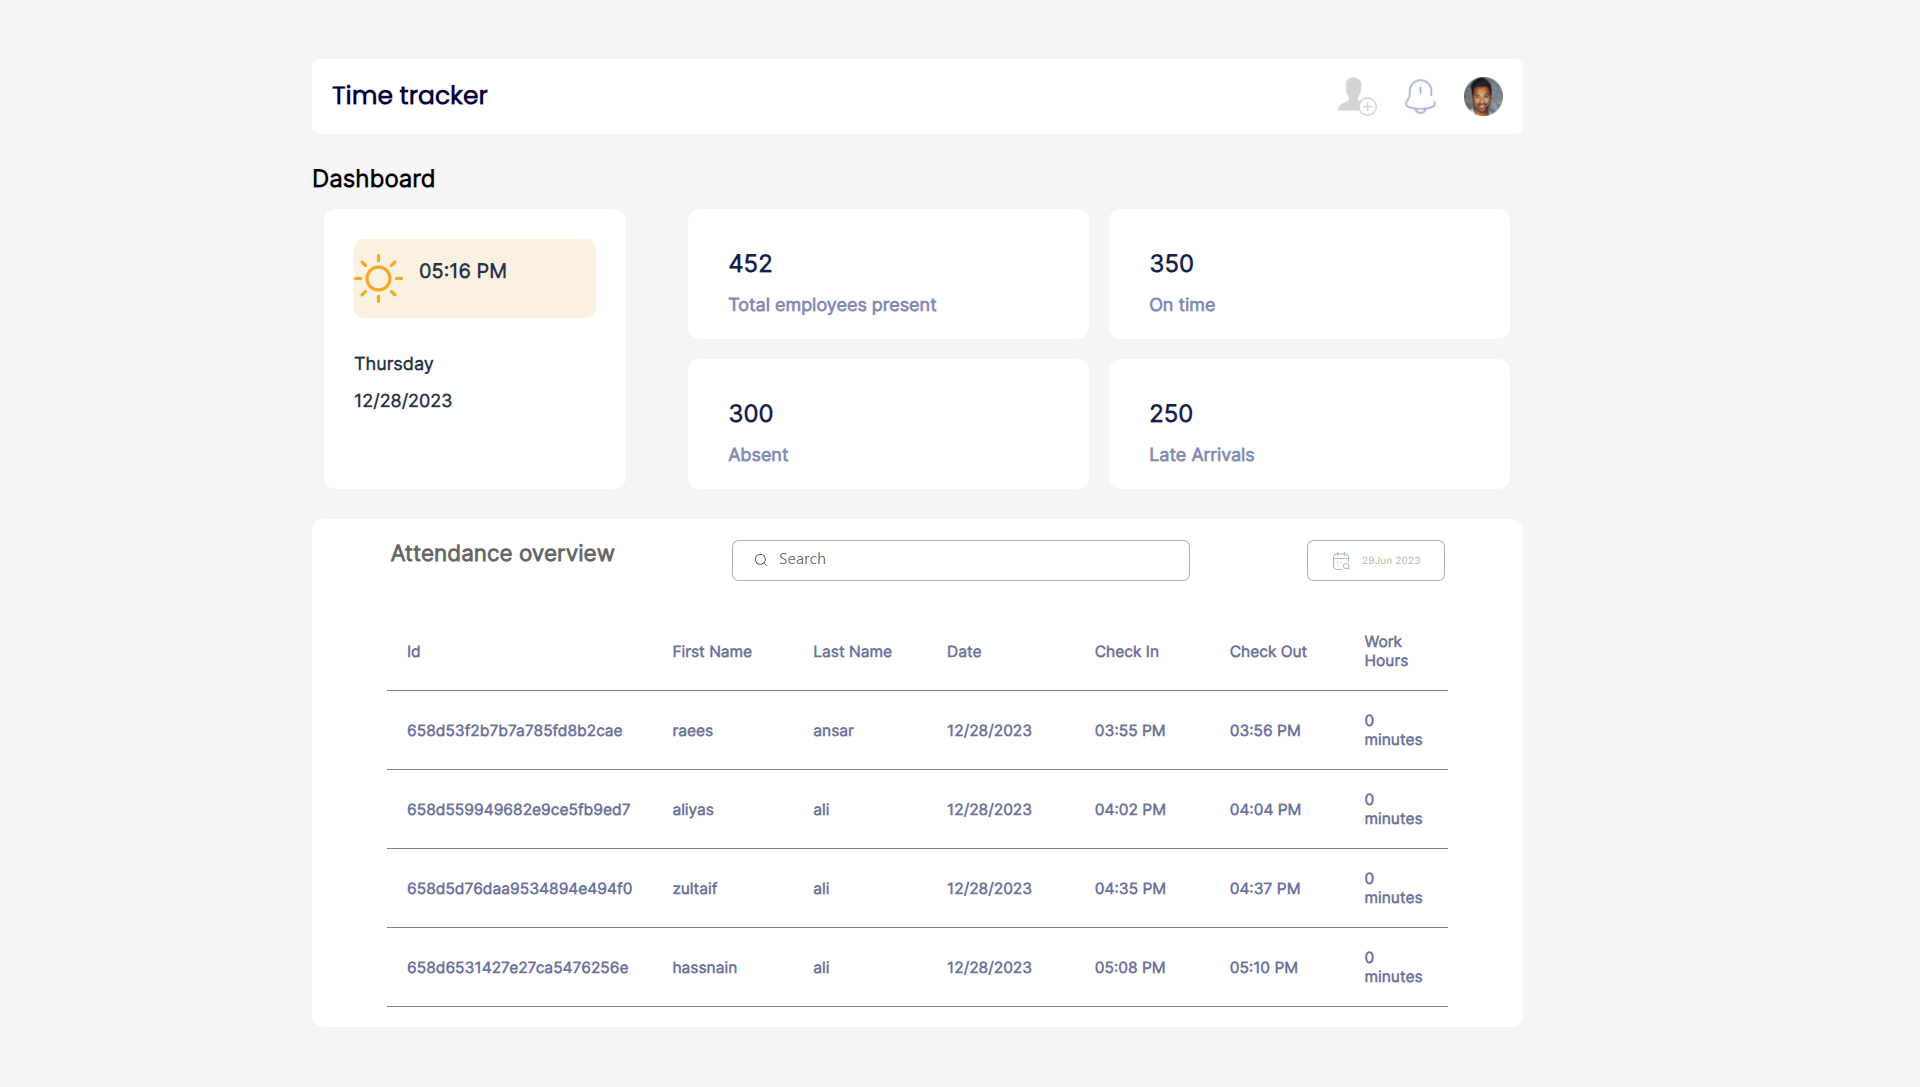 Time tracker
Dashboard
05:16 PM
Thursday
12/28/2023
452
Total employees present
350
On time
300
Absent
250
Late Arrivals
Attendance overview
Search
29Jun 2023
Id First Name Last Name Date Check In Check Out Work Hours
658d53f2b7b7a785fd8b2cae raees ansar 12/28/2023 03:55 PM 03:56 PM 0 minutes
658d559949682e9ce5fb9ed7 aliyas ali 12/28/2023 04:02 PM 04:04 PM 0 minutes
658d5d76daa9534894e494f0 zultaif ali 12/28/2023 04:35 PM 04:37 PM 0 minutes
658d6531427e27ca5476256e hassnain ali 12/28/2023 05:08 PM 05:10 PM 0 minutes